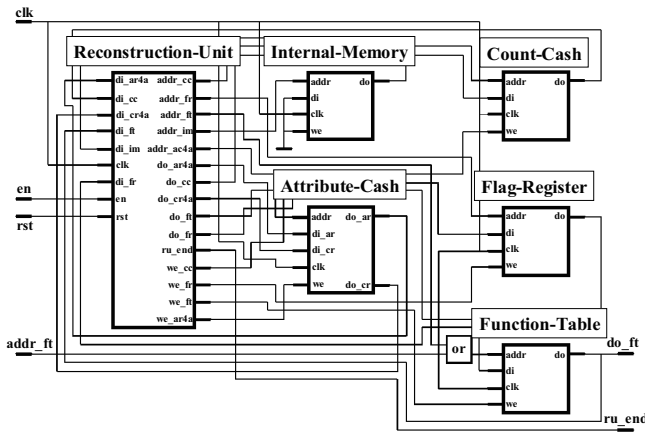 clk
Reconstruction-Unit
Internal-Memory
Count-Cash
di_ar4a addr_cc
di_cc addr_fr
di_cr4a addr_ft
di_ft addr_im
di_im addr_ac4a
clk do_ar4a
di_fr do_cc
en do_cr4a
rst do_ft
do_fr
ru_end
we_cc
we_fr
we_ft
we_ar4a
addr do
di
clk
we
addr do
di
clk
we
en
rst
Attribute-Cash
Flag-Register
addr do_ar
di_ar
di_cr
clk
we do_cr
addr do
di
clk
we
Function-Table
addr_ft
or
addr do
di
clk
we
do_ft
ru_end